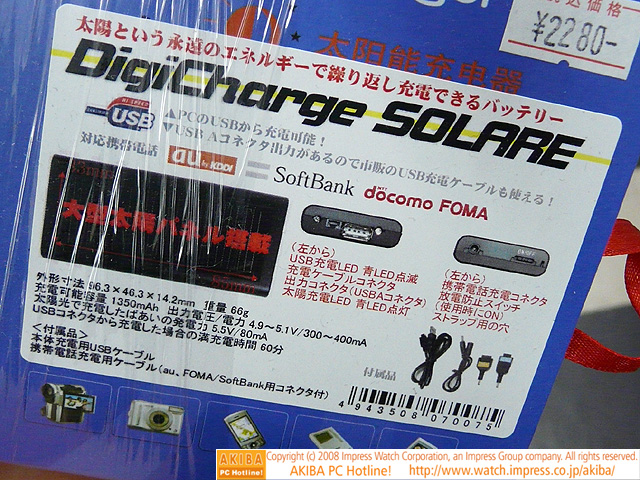 価格
¥2280-
太阳能充电器
太陽という永遠のエネルギーで繰り返し充電できるバッテリー
DigiCharge SOLARE
HI-SPEED
USB
▲PCのUSBから充電可能!
▼USB Aコネクタ出力があるので市販のUSB充電ケーブルも使える!
対応携帯電話
au by KDDI
SoftBank
docomo FOMA
大型太陽パネル搭載
(左から)
USB充電LED 青LED点滅
充電ケーブルコネクタ
出力コネクタ(USBAコネクタ)
太陽充電LED 青LED点灯
(左から)
携帯電話充電コネクタ
放電防止スイッチ
(使用時にON)
ストラップ用の穴
外形寸法 96.3×46.3×14.2mm 重量 66g
充電可能容量 1350mAh 出力電圧/電力 4.9~5.1V/300~400mA
太陽光で充電したばあいの発電力 5.5V/80mA
USBコネクタから充電した場合の満充電時間 60分
<付属品>
本体充電用USBケーブル
携帯電話充電用ケーブル(au、FOMA/SoftBank用コネクタ付)
付属品
4943508070075
AKIBA
PC Hotline!
Copyright (c) 2008 Impress Watch Corporation, an Impress Group company. All rights reserved.
AKIBA PC Hotline! http://www.watch.impress.co.jp/akiba/